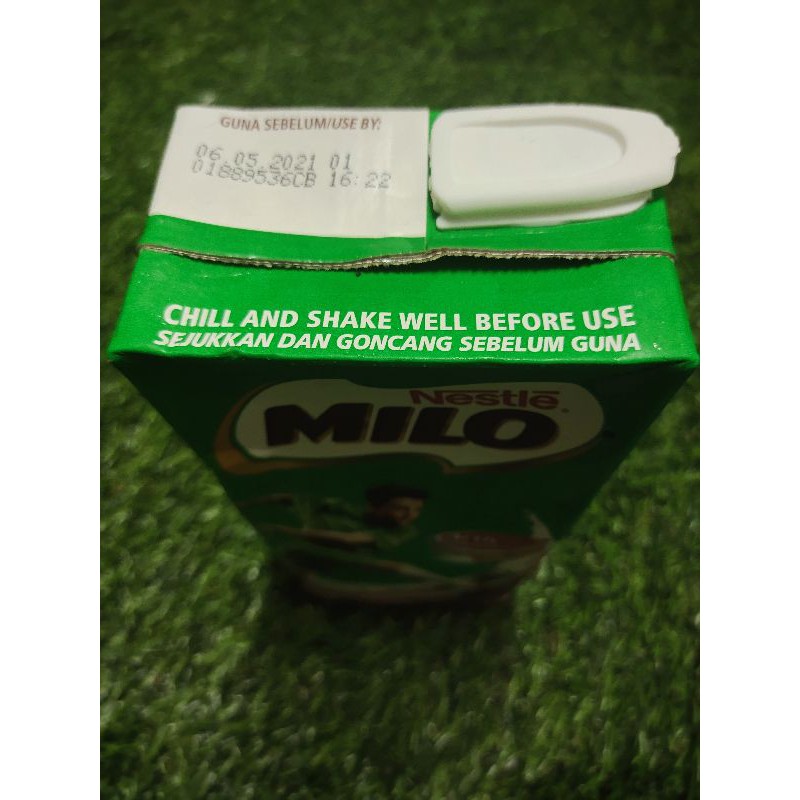 GUNA SEBELUM/USE BY:
06.05.2021 01
01889536CB 16:22
CHILL AND SHAKE WELL BEFORE USE
SEJUKKAN DAN GONCANG SEBELUM GUNA
Nestlē
MILO